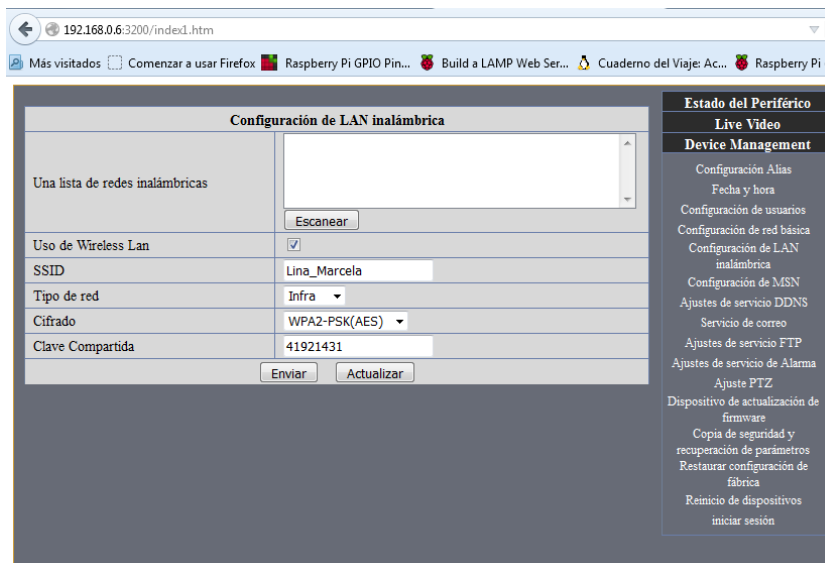 192.168.0.6:3200/index1.htm
Más visitados Comenzar a usar Firefox Raspberry Pi GPIO Pin... Build a LAMP Web Ser... Cuaderno del Viaje: Ac... Raspberry Pi
Configuración de LAN inalámbrica
Una lista de redes inalámbricas
Escanear
Uso de Wireless Lan
SSID Lina_Marcela
Tipo de red Infra
Cifrado WPA2-PSK(AES)
Clave Compartida 41921431
Enviar Actualizar
Estado del Periférico
Live Video
Device Management
Configuración Alias
Fecha y hora
Configuración de usuarios
Configuración de red básica
Configuración de LAN
inalámbrica
Configuración de MSN
Ajustes de servicio DDNS
Servicio de correo
Ajustes de servicio FTP
Ajustes de servicio de Alarma
Ajuste PTZ
Dispositivo de actualización de
firmware
Copia de seguridad y
recuperación de parámetros
Restaurar configuración de
fábrica
Reinicio de dispositivos
iniciar sesión